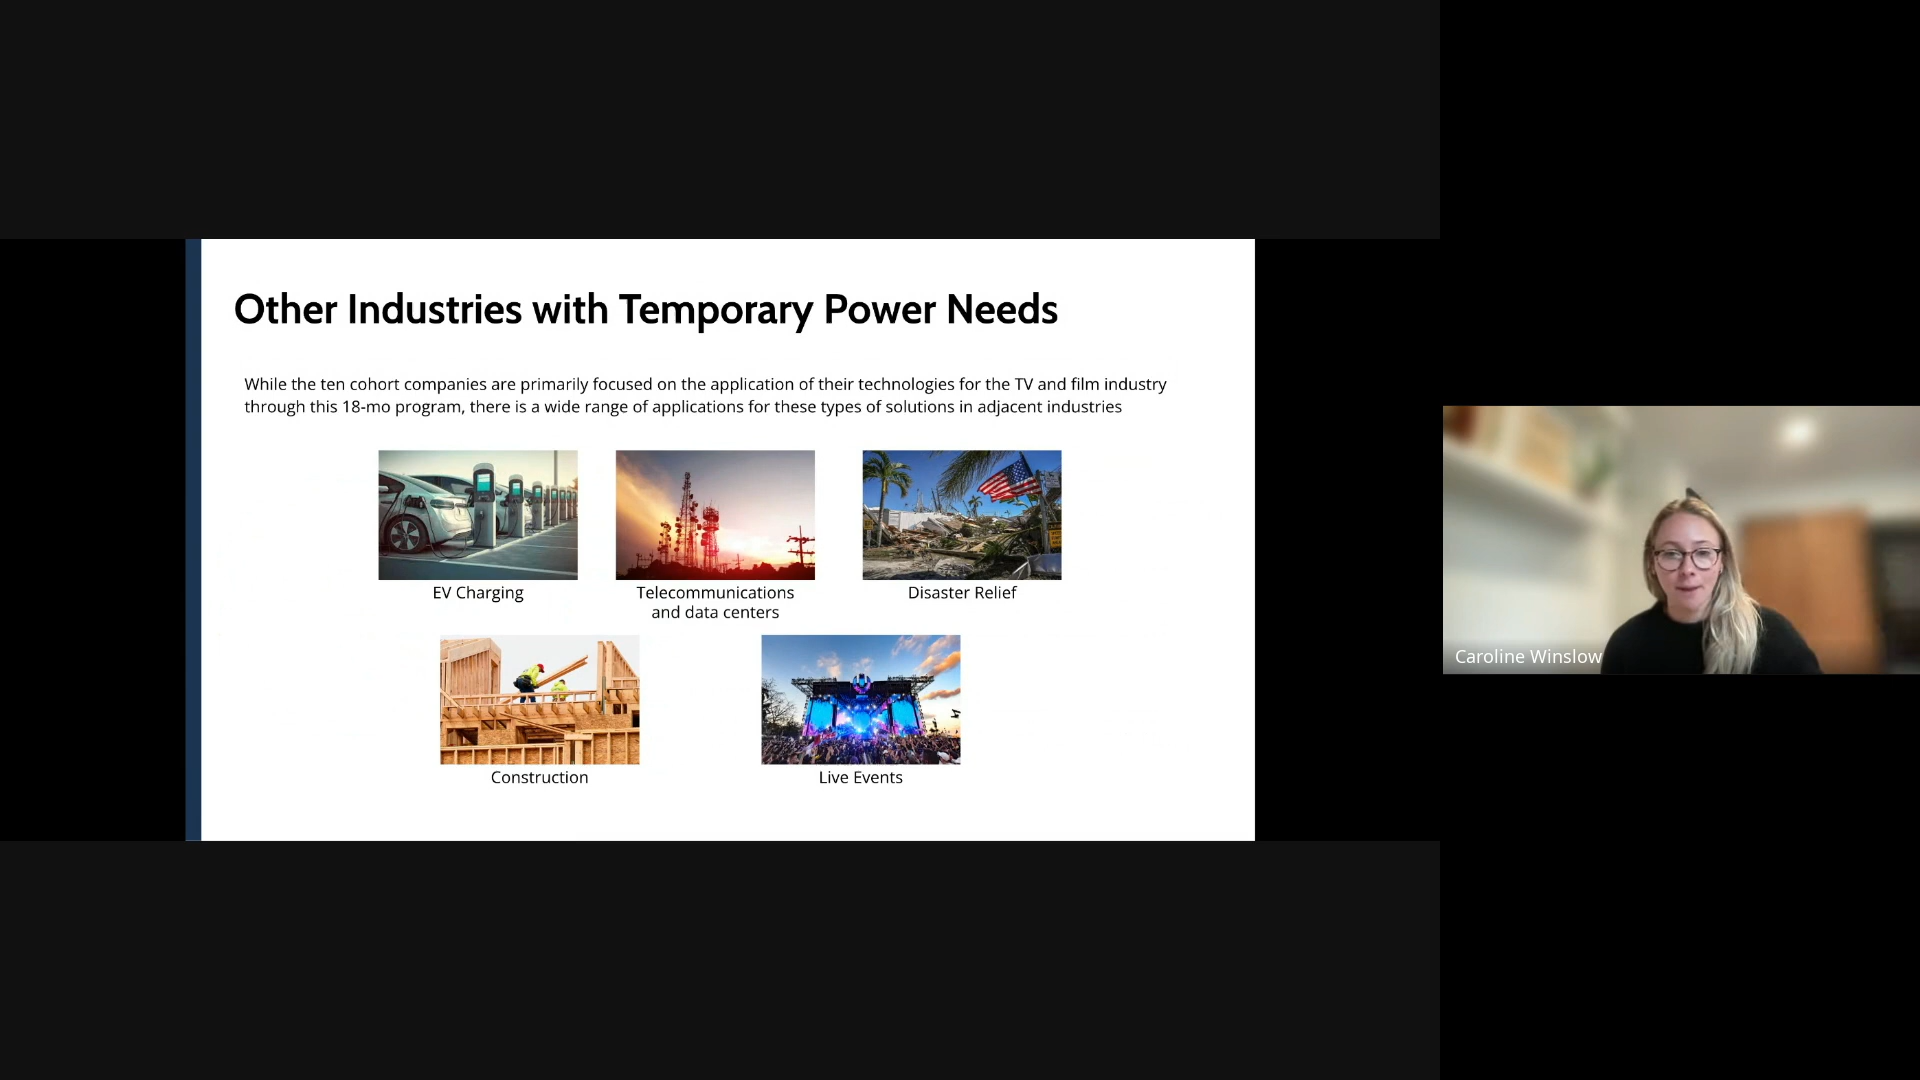 Other Industries with Temporary Power Needs
While the ten cohort companies are primarily focused on the application of their technologies for the TV and film industry
through this 18-mo program, there is a wide range of applications for these types of solutions in adjacent industries
EV Charging
Telecommunications
and data centers
Disaster Relief
Construction
Live Events
Caroline Winslow